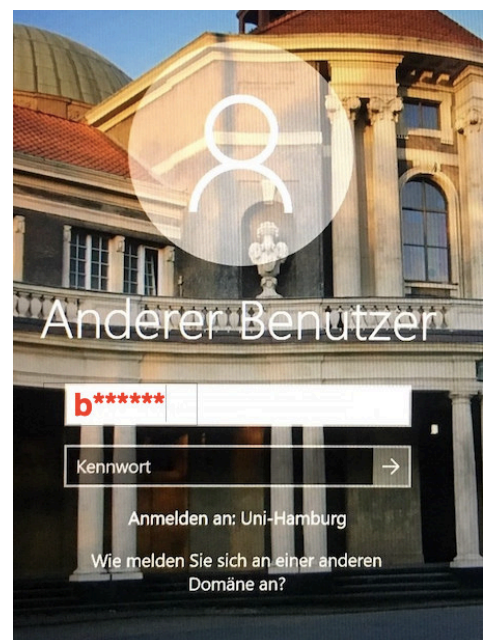 Anderer Benutzer
b******
Kennwort
Anmelden an: Uni-Hamburg
Wie melden Sie sich an einer anderen
Domäne an?